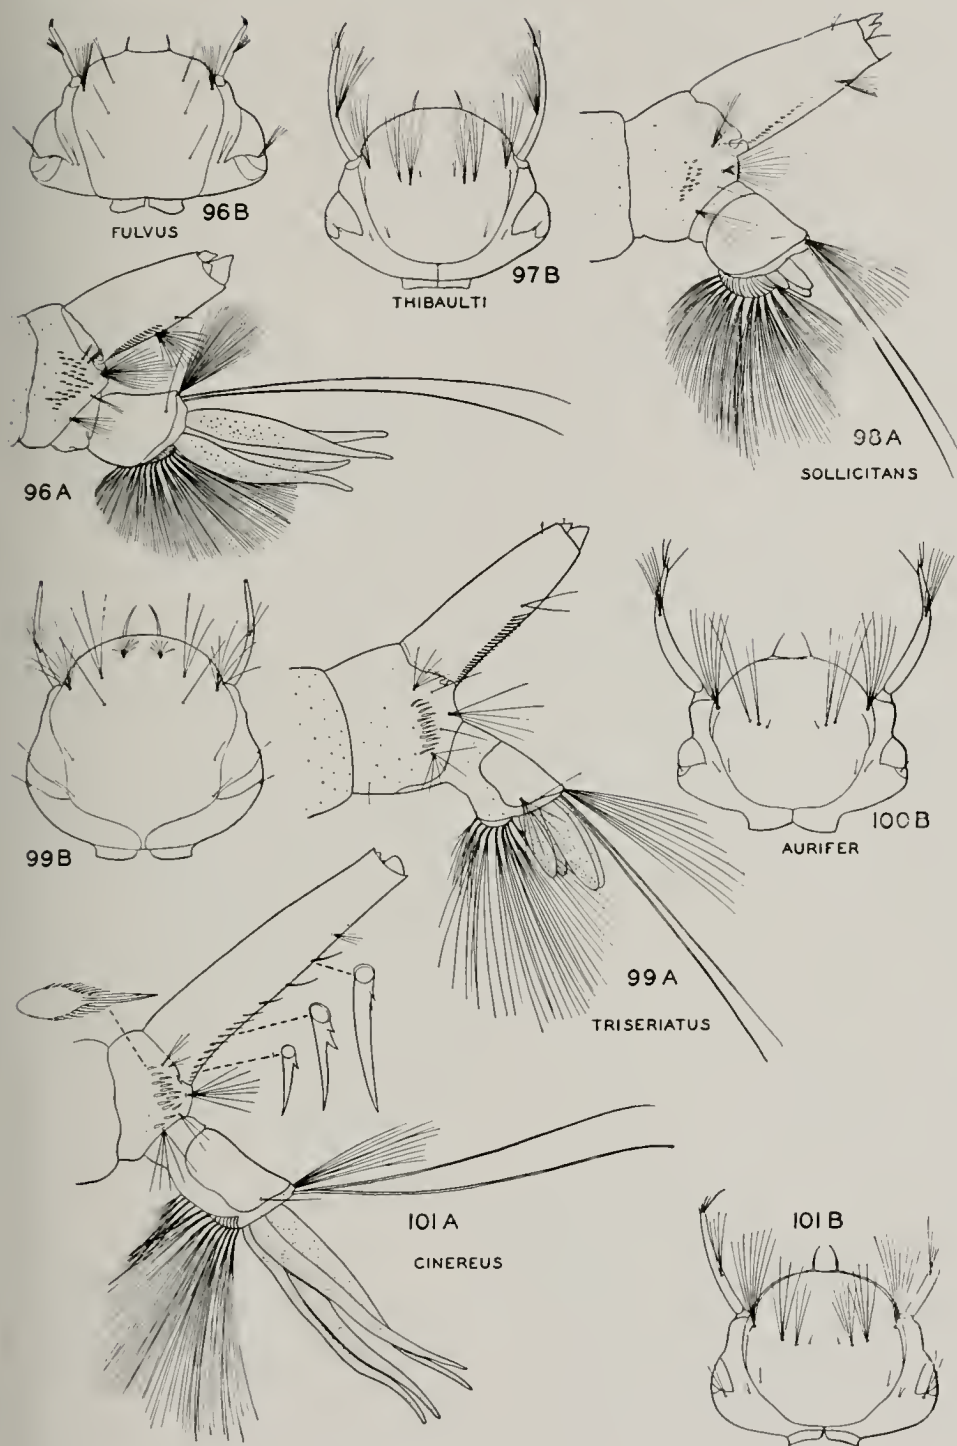 96B
FULVUS
97B
THIBAULTI
98A
SOLLICITANS
96A
99B
100B
AURIFER
99A
TRISERIATUS
101A
CINEREUS
101B